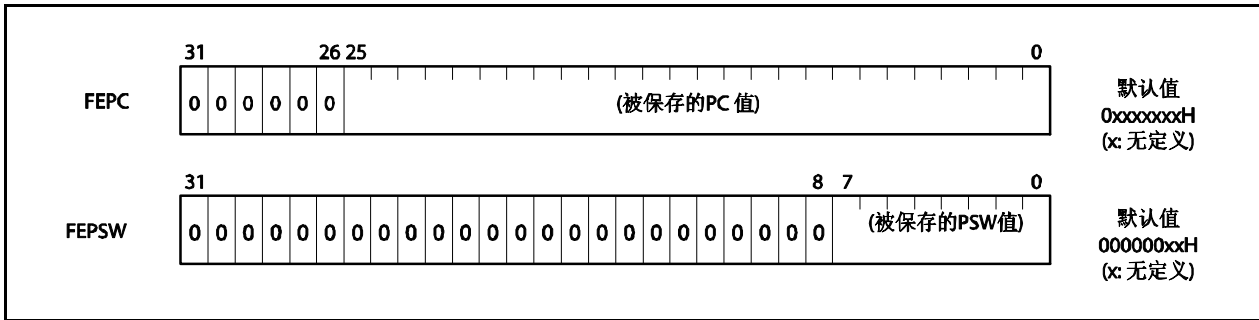 31 26 25 0
FEPC 0 0 0 0 0 0 (被保存的PC 值) 默认值
0xxxxxxxH
(x: 无定义)
31 8 7 0
FEPSW 0 0 0 0 0 0 0 0 0 0 0 0 0 0 0 0 0 0 0 0 0 0 0 0 (被保存的PSW值) 默认值
000000xxH
(x: 无定义)